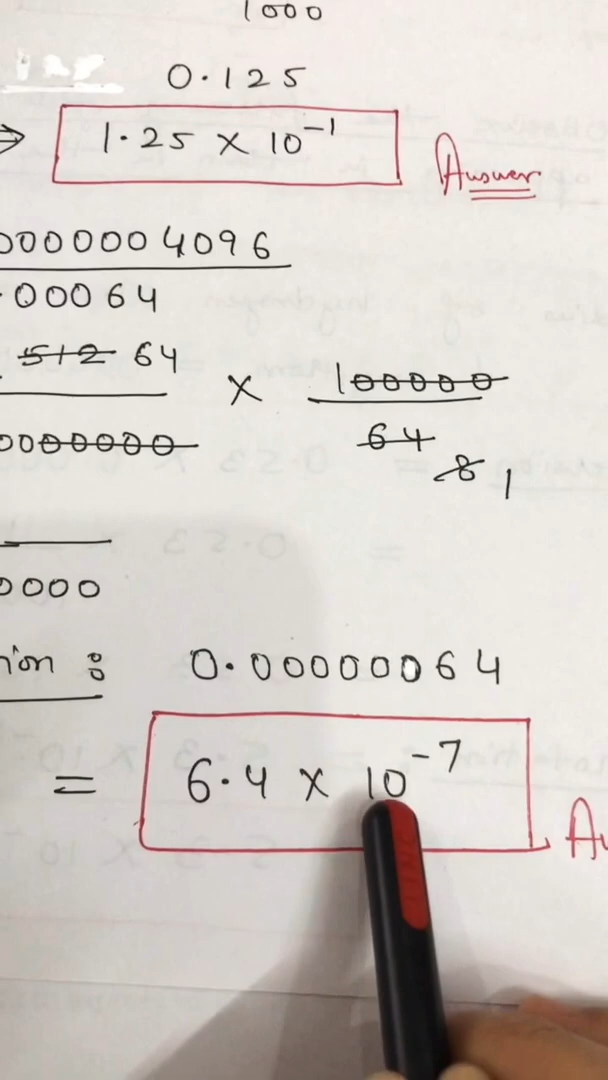 1000
0.125
⇒ 1.25 × 10⁻¹ Answer
0000004096
.00064
512 64 × 100000
0000000 64 8 1
0000
ion : 0.00000064
= 6.4 × 10⁻⁷